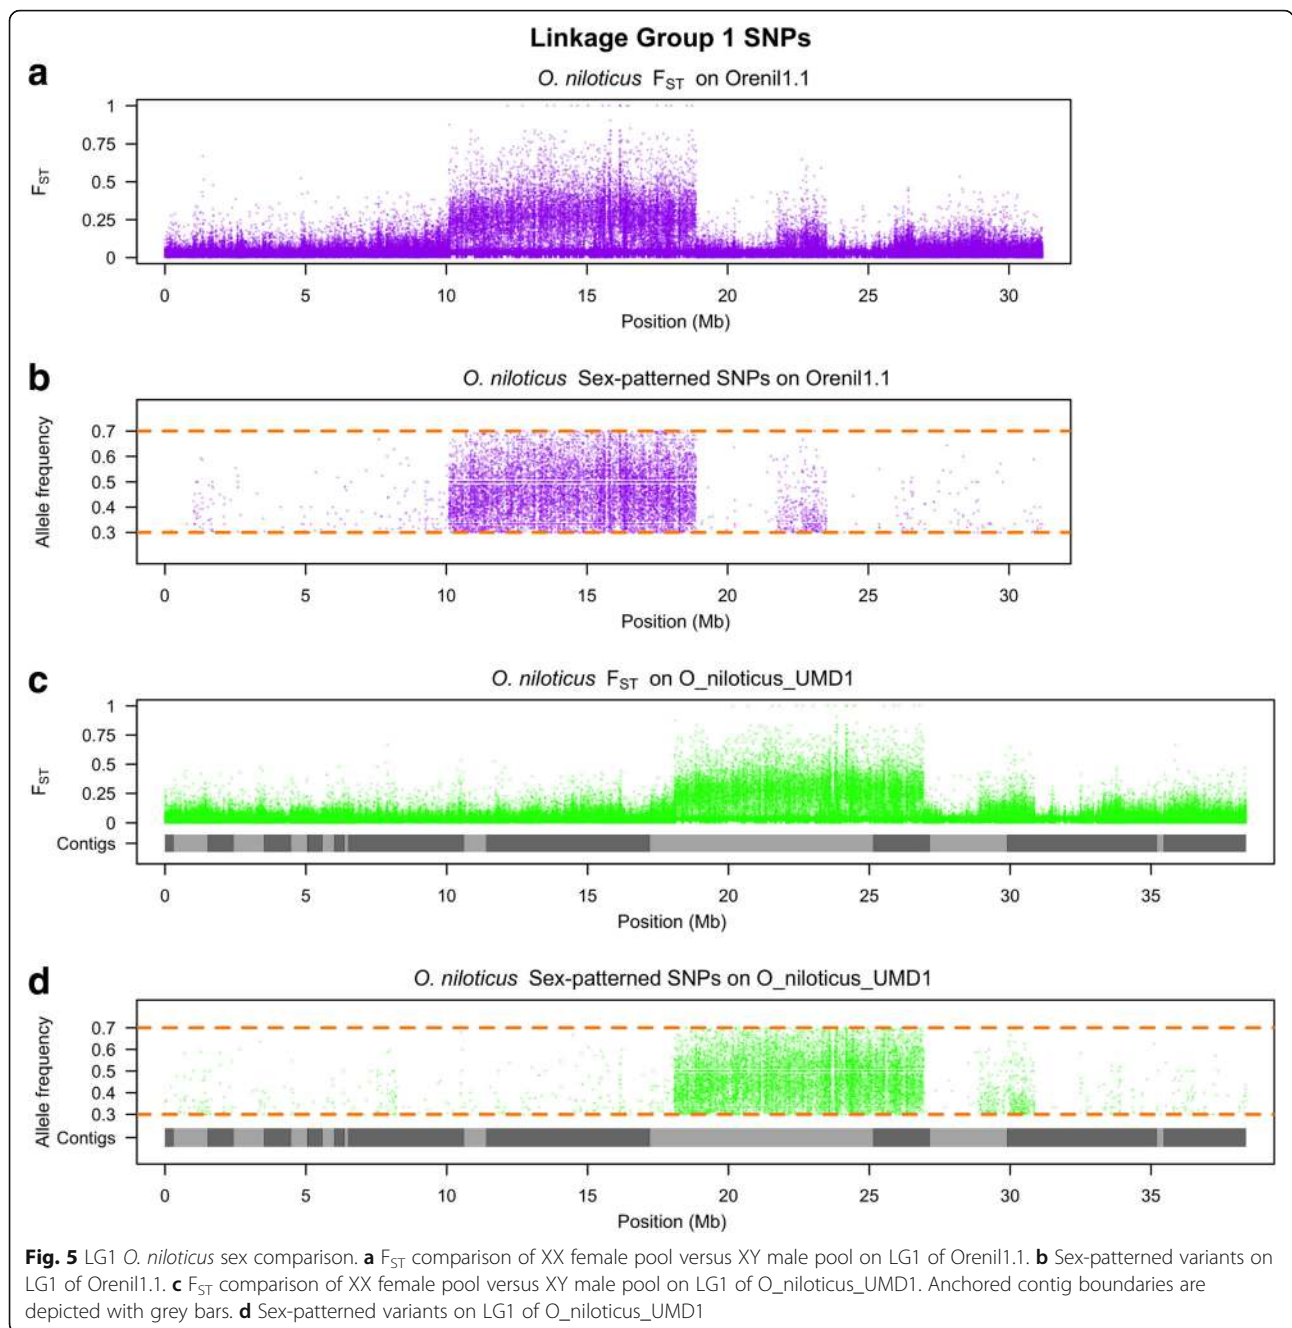 Linkage Group 1 SNPs
a
O. niloticus FST on Orenil1.1
1
0.75
0.5
0.25
0
FST
0 5 10 15 20 25 30
Position (Mb)
b
O. niloticus Sex-patterned SNPs on Orenil1.1
0.7
0.6
0.5
0.4
0.3
Allele frequency
0 5 10 15 20 25 30
Position (Mb)
c
O. niloticus FST on O_niloticus_UMD1
1
0.75
0.5
0.25
0
FST
Contigs
0 5 10 15 20 25 30 35
Position (Mb)
d
O. niloticus Sex-patterned SNPs on O_niloticus_UMD1
0.7
0.6
0.5
0.4
0.3
Allele frequency
Contigs
0 5 10 15 20 25 30 35
Position (Mb)
Fig. 5 LG1 O. niloticus sex comparison. a FST comparison of XX female pool versus XY male pool on LG1 of Orenil1.1. b Sex-patterned variants on
LG1 of Orenil1.1. c FST comparison of XX female pool versus XY male pool on LG1 of O_niloticus_UMD1. Anchored contig boundaries are
depicted with grey bars. d Sex-patterned variants on LG1 of O_niloticus_UMD1